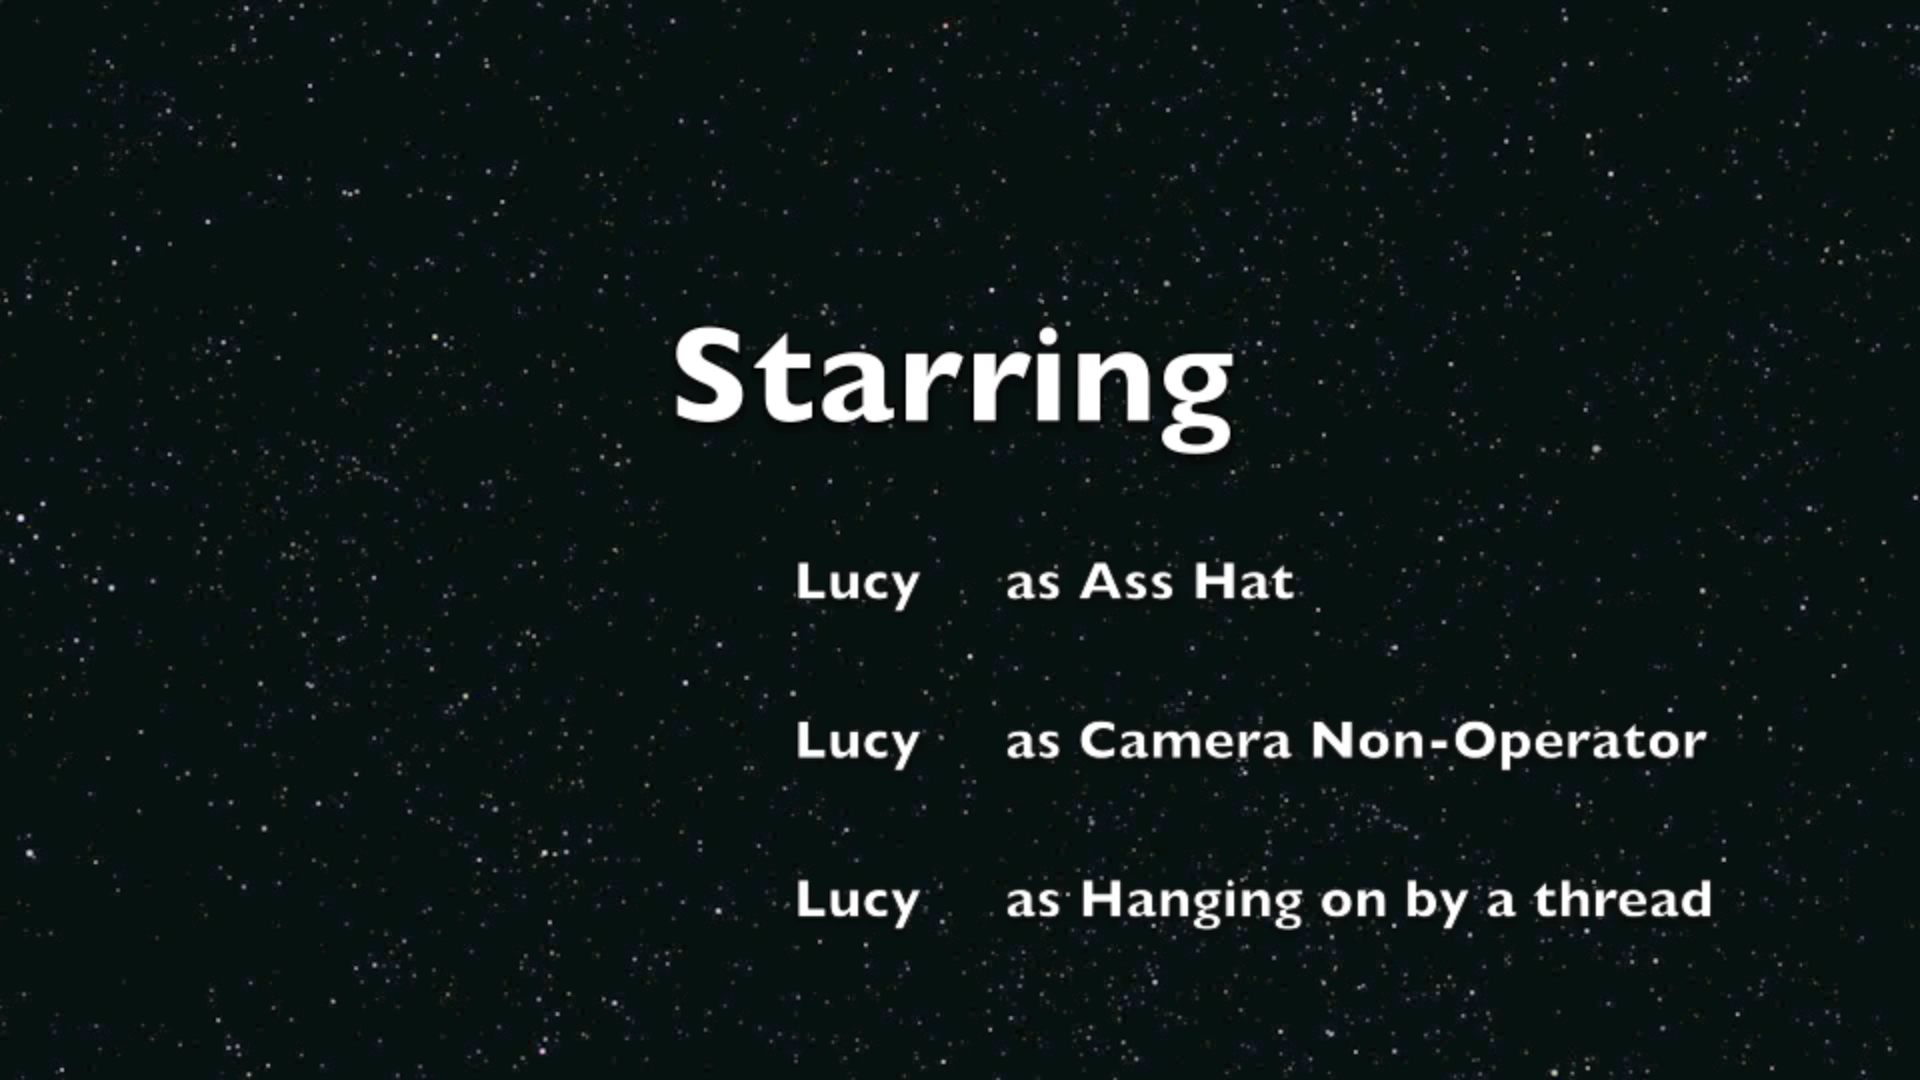 Starring
Lucy as Ass Hat
Lucy as Camera Non-Operator
Lucy as Hanging on by a thread